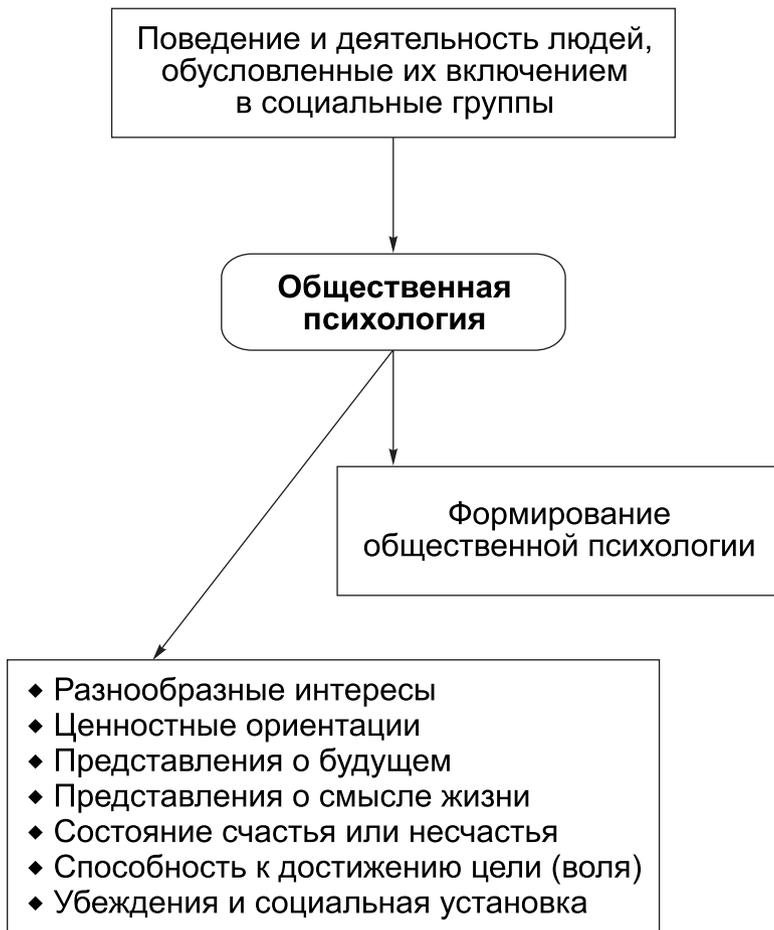 Поведение и деятельность людей,
обусловленные их включением
в социальные группы
Общественная
психология
Формирование
общественной психологии
◆ Разнообразные интересы
◆ Ценностные ориентации
◆ Представления о будущем
◆ Представления о смысле жизни
◆ Состояние счастья или несчастья
◆ Способность к достижению цели (воля)
◆ Убеждения и социальная установка